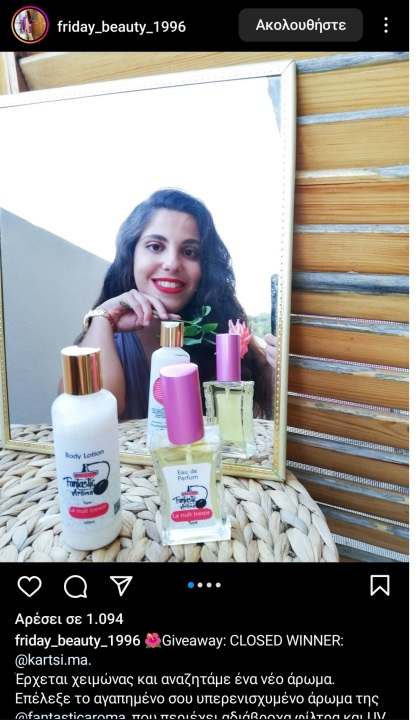 friday_beauty_1996
Ακολουθήστε
Body Lotion
Fantastic
Aroma
La nuit tresor
Eau de
Parfum
Fantastic
Aroma
La nuit tresor
Αρέσει σε 1.094
friday_beauty_1996 🌺Giveaway: CLOSED WINNER:
@kartsi.ma.
Έρχεται χειμώνας και αναζητάμε ένα νέο άρωμα.
Επέλεξε το αγαπημένο σου υπερενισχυμένο άρωμα της
@fantasticaroma, που περιέχει αδιάβροχα φίλτρα και UV